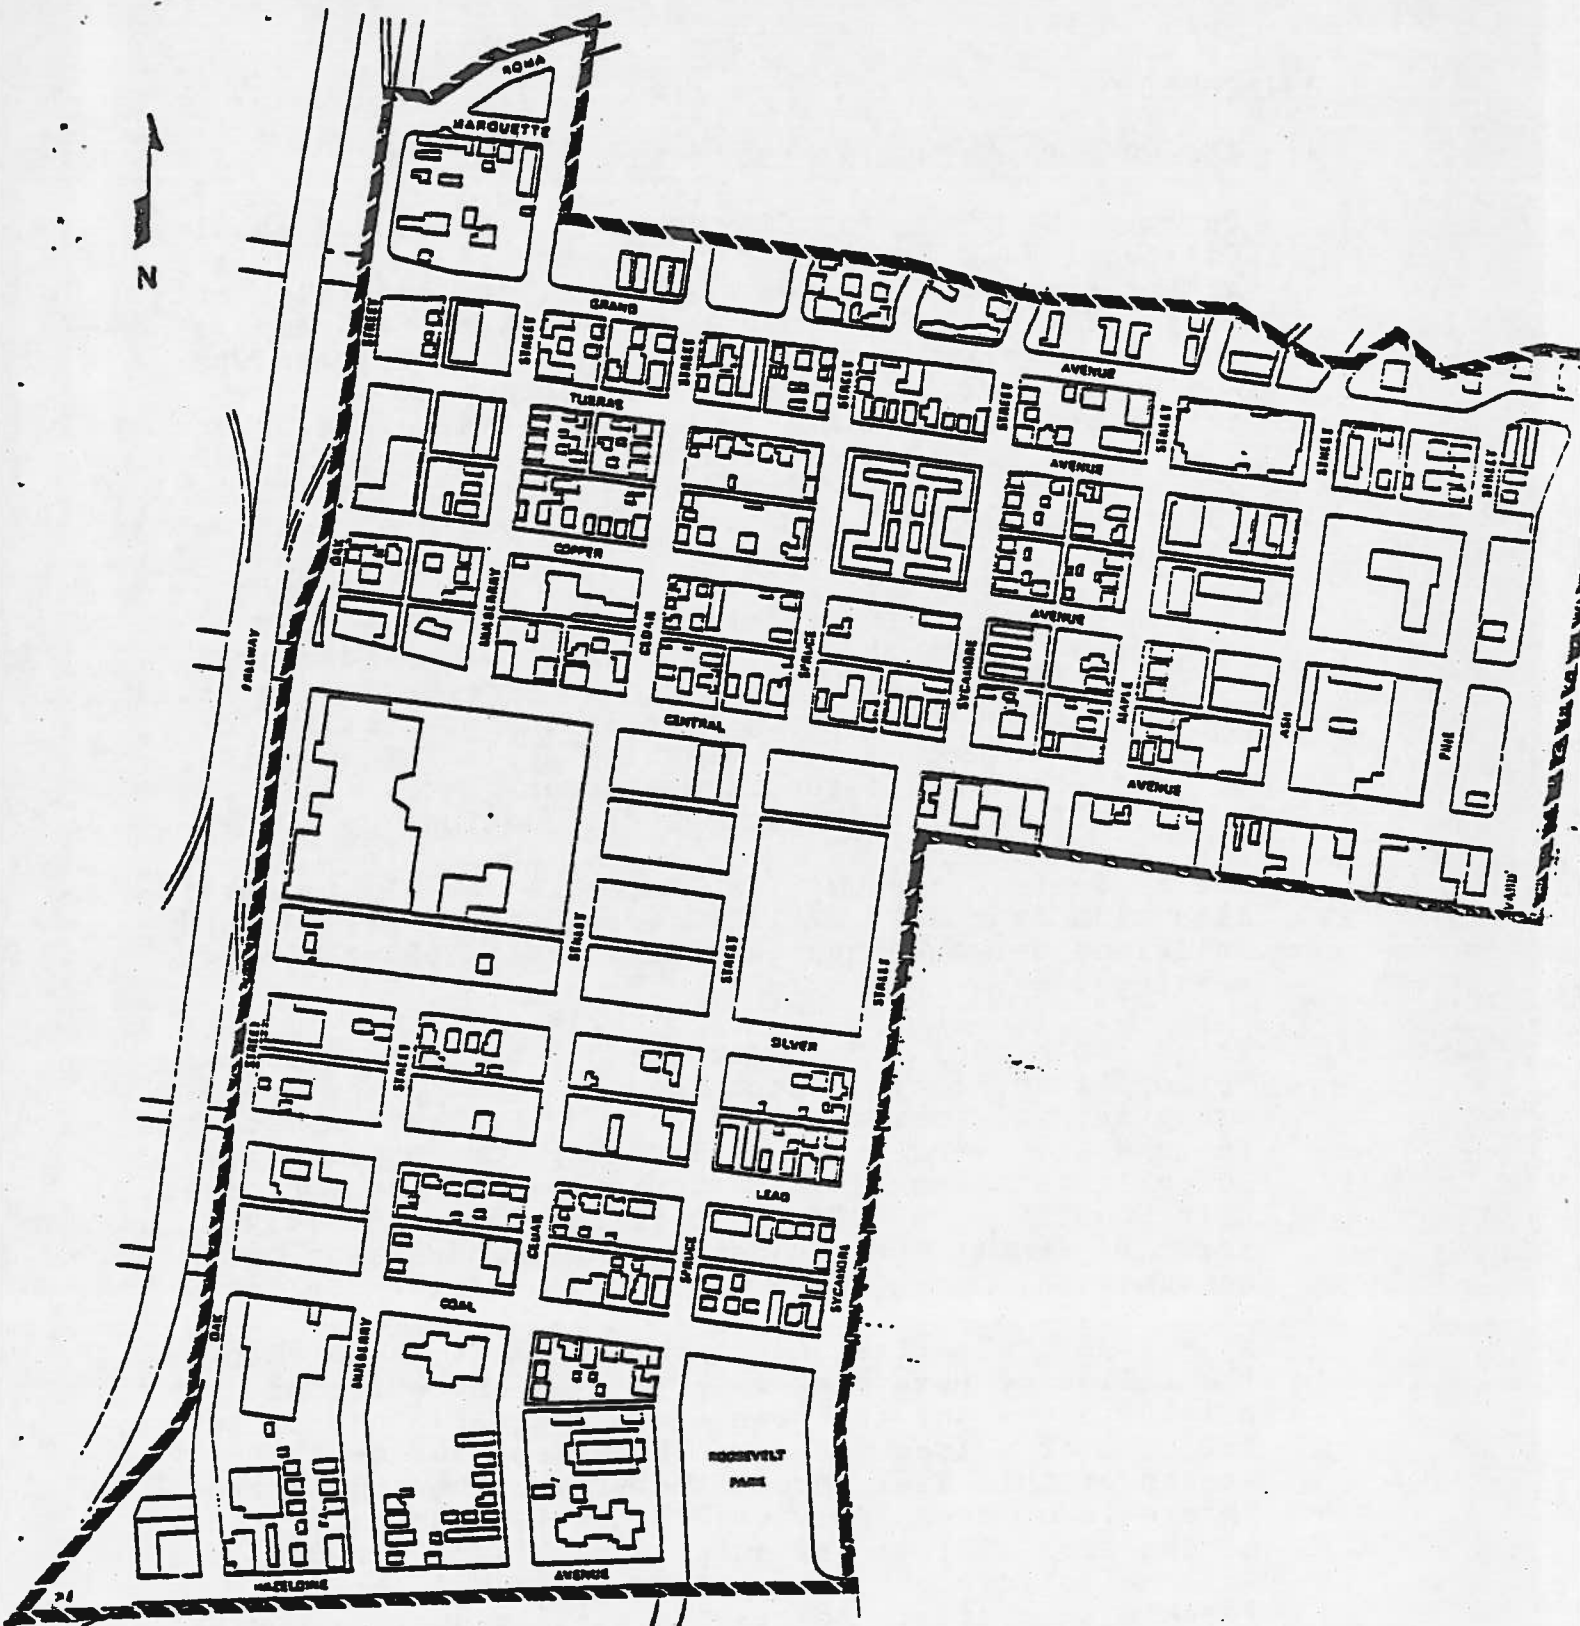 ROMA
MARQUETTE
N
GRAND
STREET
STREET
STREET
STREET
AVENUE
STREET
TIJERAS
STREET
STREET
AVENUE
STREET
OAK
COPPER
MULBERRY
CEDAR
SPRUCE
AVENUE
SYCAMORE
MAPLE
ASH
PINE
RAILWAY
CENTRAL
AVENUE
STREET
STREET
STREET
SILVER
STREET
STREET
LEAD
CEDAR
SPRUCE
SYCAMORE
COAL
OAK
MULBERRY
ROOSEVELT
PARK
HAZELDINE
AVENUE